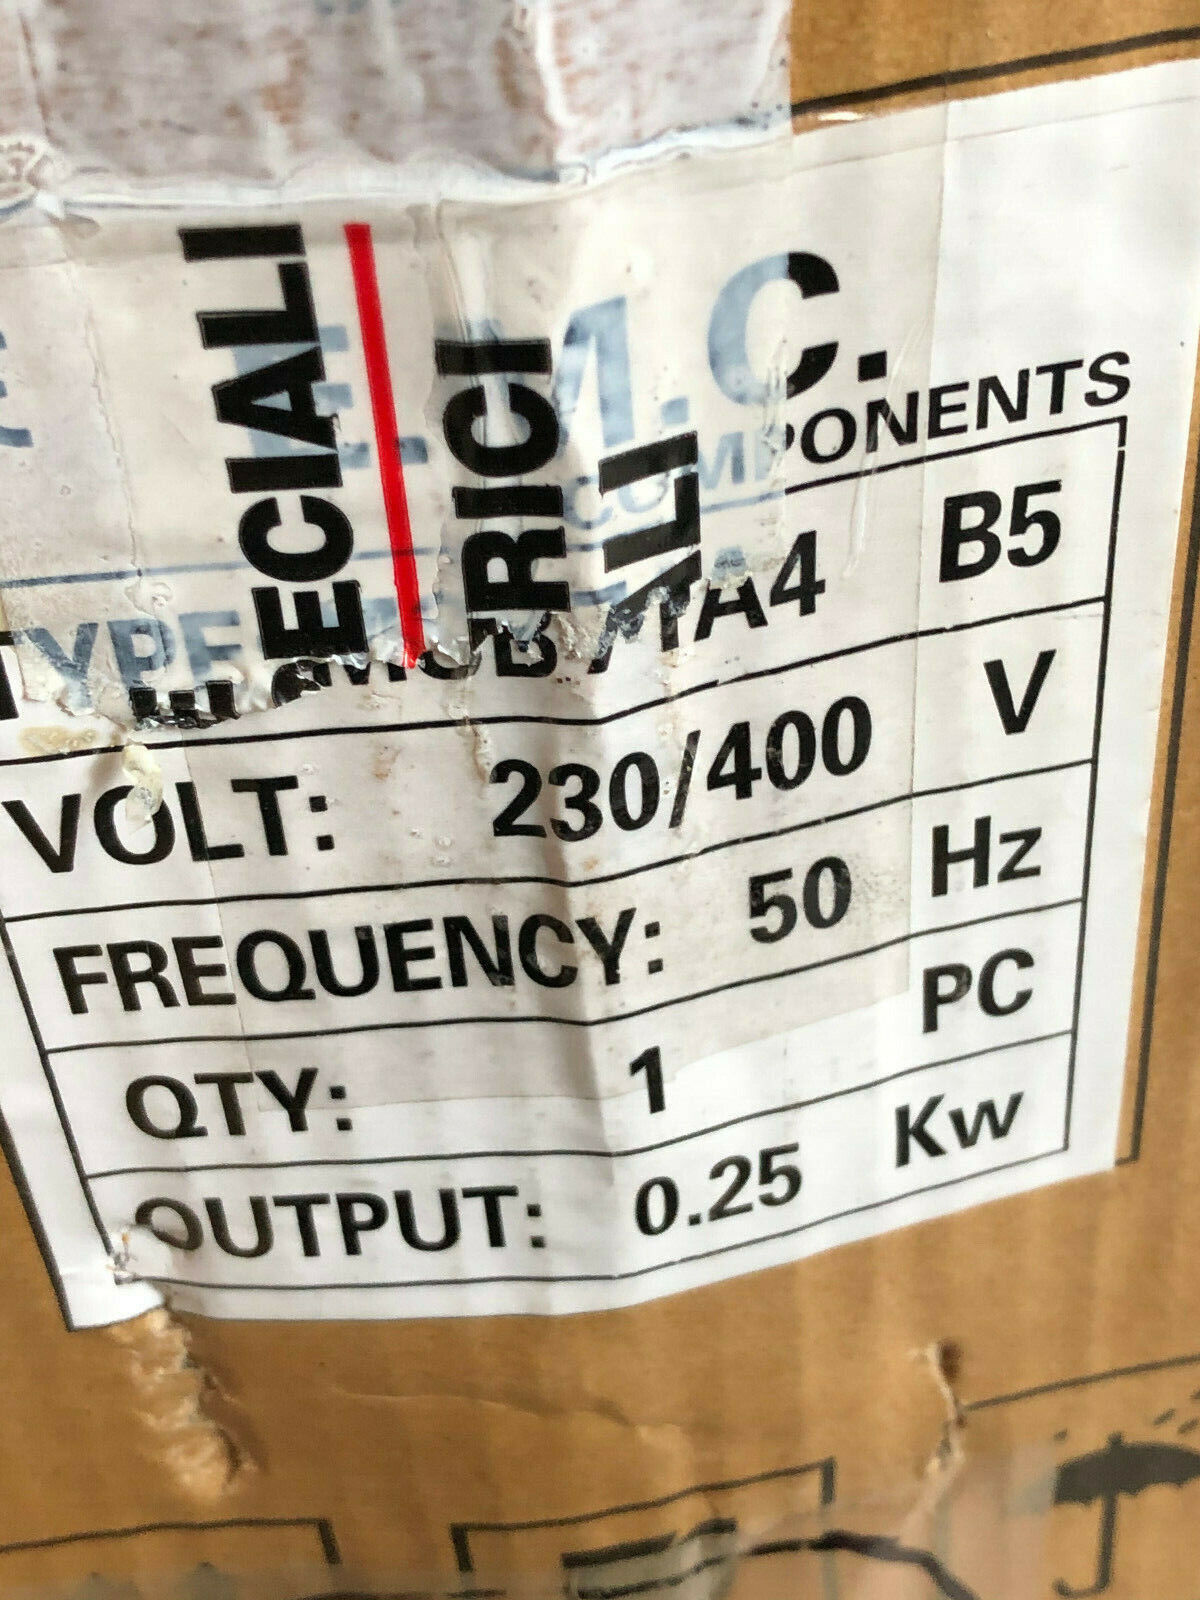 E.M.C.
COMPONENTS
TYPE A4 B5
VOLT: 230/400 V
FREQUENCY: 50 Hz
QTY: 1 PC
OUTPUT: 0.25 Kw
ECIALI
RICI
ALI